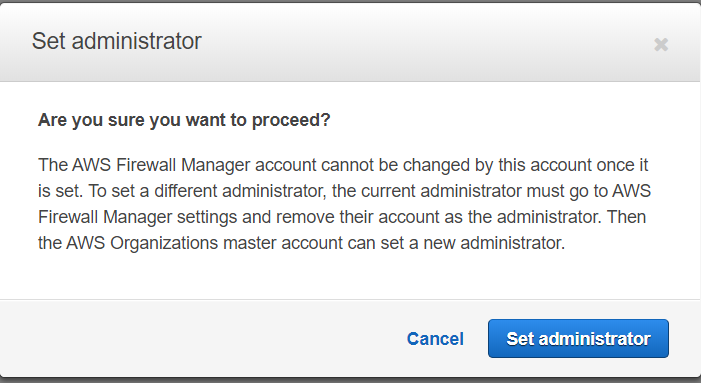 Set administrator
Are you sure you want to proceed?
The AWS Firewall Manager account cannot be changed by this account once it
is set. To set a different administrator, the current administrator must go to AWS
Firewall Manager settings and remove their account as the administrator. Then
the AWS Organizations master account can set a new administrator.
Cancel
Set administrator